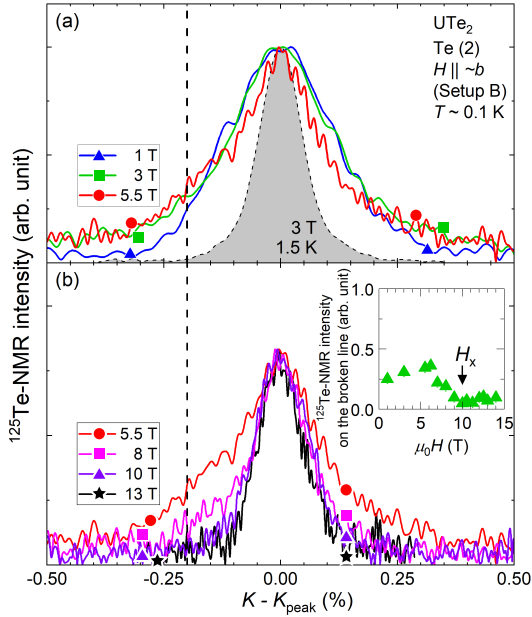 (a)
UTe2
Te (2)
H || ~b
(Setup B)
T ~ 0.1 K
1 T
3 T
5.5 T
3 T
1.5 K
125Te-NMR intensity (arb. unit)
(b)
5.5 T
8 T
10 T
13 T
125Te-NMR intensity
on the broken line (arb. unit)
1.0
0.5
0.0
Hx
0 5 10 15
μ0H (T)
-0.50 -0.25 0.00 0.25 0.50
K - Kpeak (%)